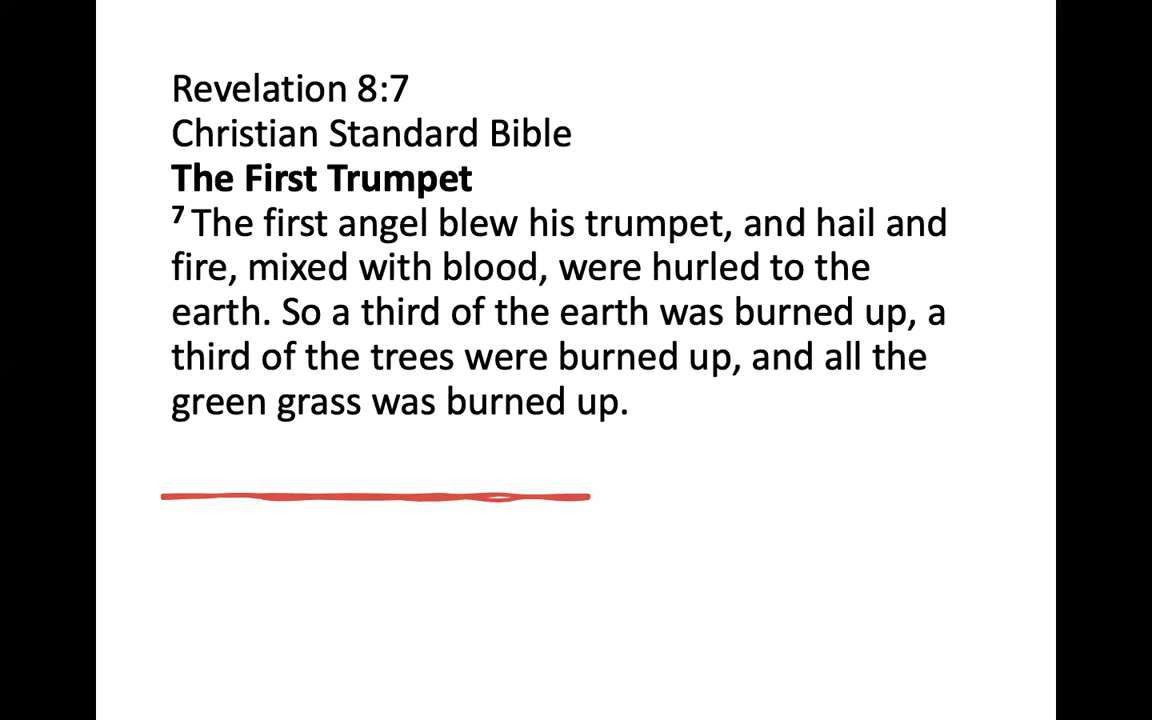 Revelation 8:7
Christian Standard Bible
The First Trumpet
⁷ The first angel blew his trumpet, and hail and
fire, mixed with blood, were hurled to the
earth. So a third of the earth was burned up, a
third of the trees were burned up, and all the
green grass was burned up.